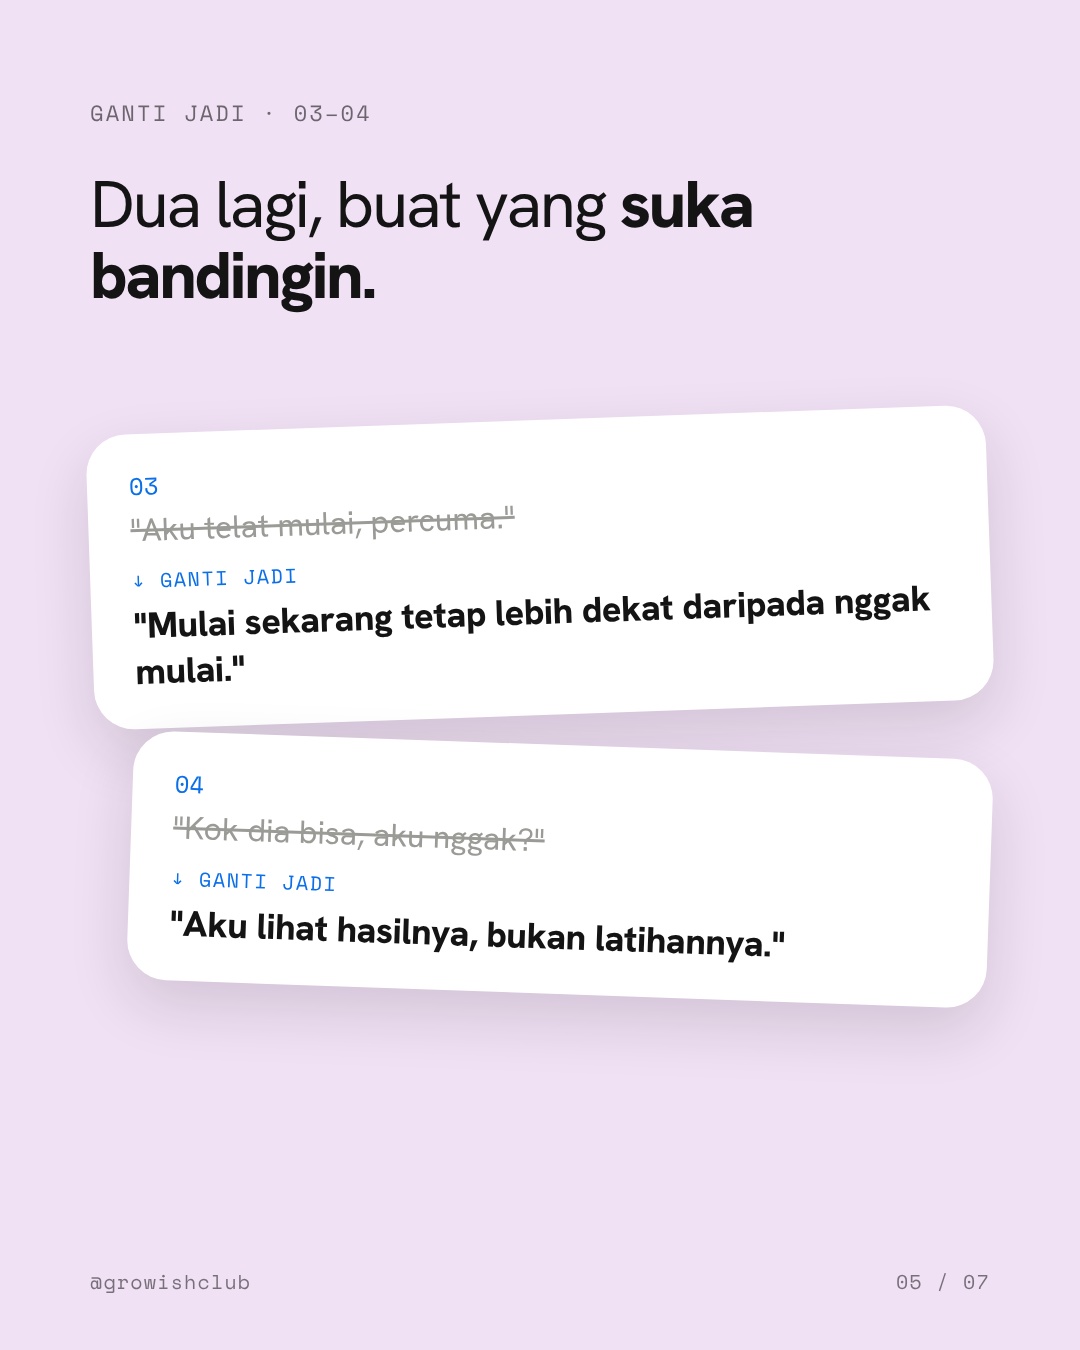 GANTI JADI · 03–04
Dua lagi, buat yang suka
bandingin.
03
"Aku telat mulai, percuma."
↓ GANTI JADI
"Mulai sekarang tetap lebih dekat daripada nggak
mulai."
04
"Kok dia bisa, aku nggak?"
↓ GANTI JADI
"Aku lihat hasilnya, bukan latihannya."
@growishclub
05 / 07